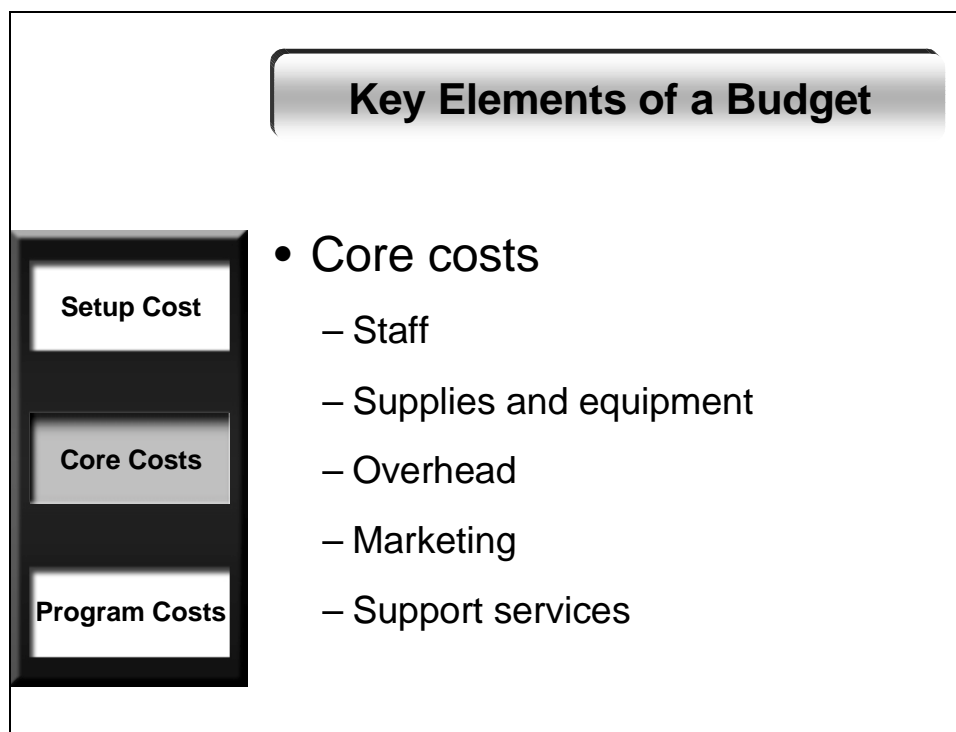 Key Elements of a Budget
Setup Cost
Core Costs
Program Costs
• Core costs
– Staff
– Supplies and equipment
– Overhead
– Marketing
– Support services